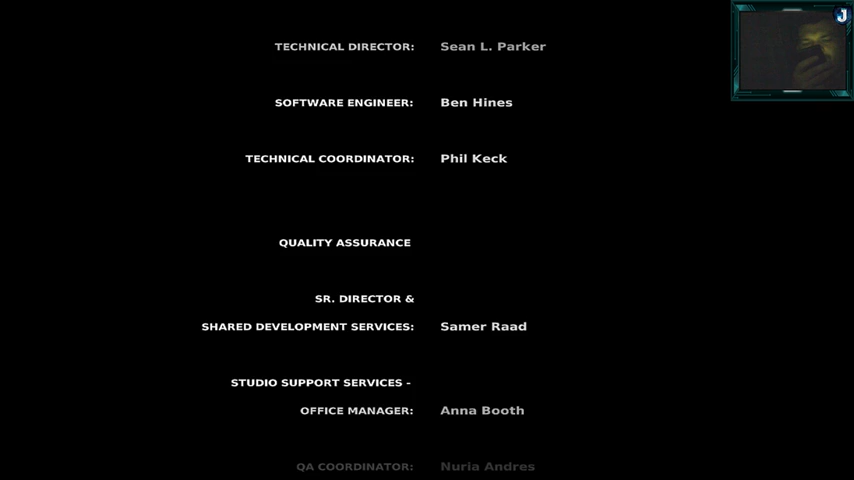 TECHNICAL DIRECTOR: Sean L. Parker
SOFTWARE ENGINEER: Ben Hines
TECHNICAL COORDINATOR: Phil Keck
QUALITY ASSURANCE
SR. DIRECTOR &
SHARED DEVELOPMENT SERVICES: Samer Raad
STUDIO SUPPORT SERVICES -
OFFICE MANAGER: Anna Booth
QA COORDINATOR: Nuria Andres
J